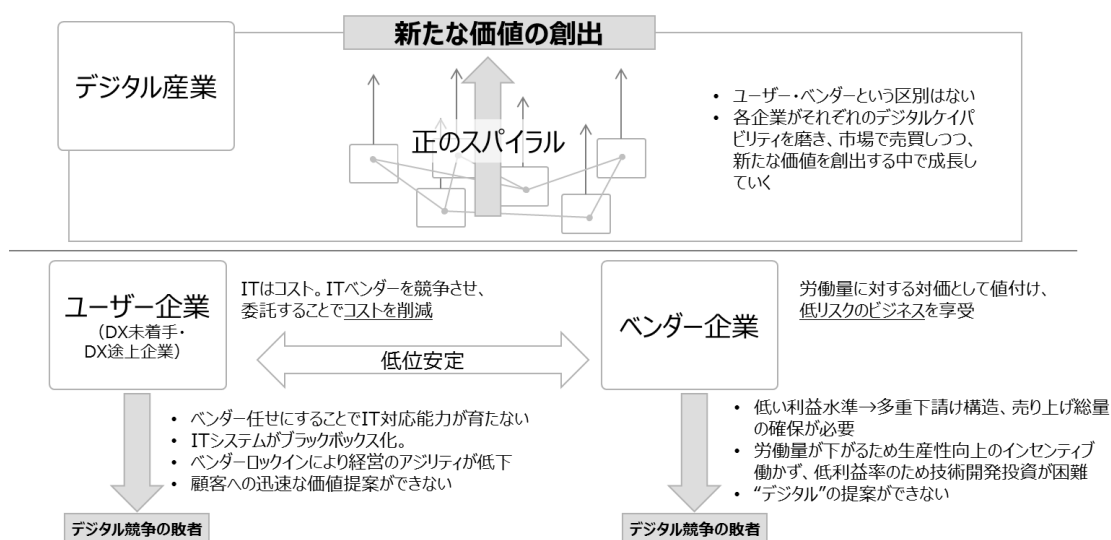 新たな価値の創出
デジタル産業
正のスパイラル
• ユーザー・ベンダーという区別はない
• 各企業がそれぞれのデジタルケイパ
ビリティを磨き、市場で売買しつつ、
新たな価値を創出する中で成長し
ていく
ユーザー企業
（DX未着手・
DX途上企業）
ITはコスト。ITベンダーを競争させ、
委託することでコストを削減
低位安定
ベンダー企業
労働量に対する対価として値付け、
低リスクのビジネスを享受
• ベンダー任せにすることでIT対応能力が育たない
• ITシステムがブラックボックス化。
• ベンダーロックインにより経営のアジリティが低下
• 顧客への迅速な価値提案ができない
デジタル競争の敗者
• 低い利益水準→多重下請け構造、売り上げ総量
の確保が必要
• 労働量が下がるため生産性向上のインセンティブ
働かず、低利益率のため技術開発投資が困難
• “デジタル”の提案ができない
デジタル競争の敗者